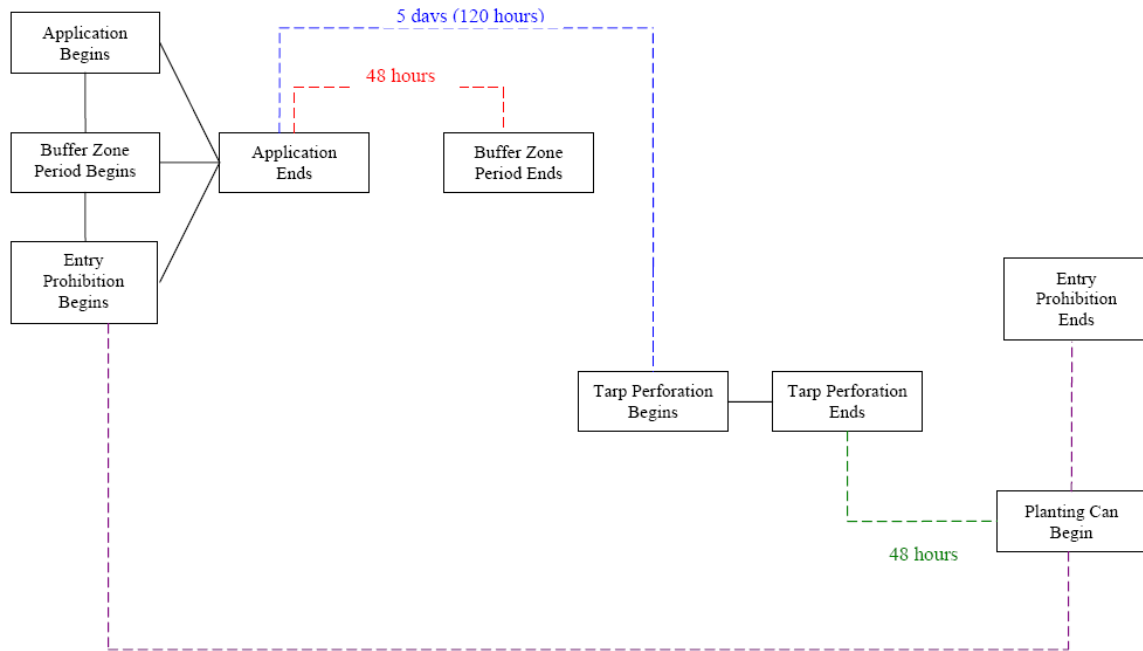 5 days (120 hours)
Application
Begins
48 hours
Buffer Zone
Period Begins
Application
Ends
Buffer Zone
Period Ends
Entry
Prohibition
Begins
Entry
Prohibition
Ends
Tarp Perforation
Begins
Tarp Perforation
Ends
Planting Can
Begin
48 hours